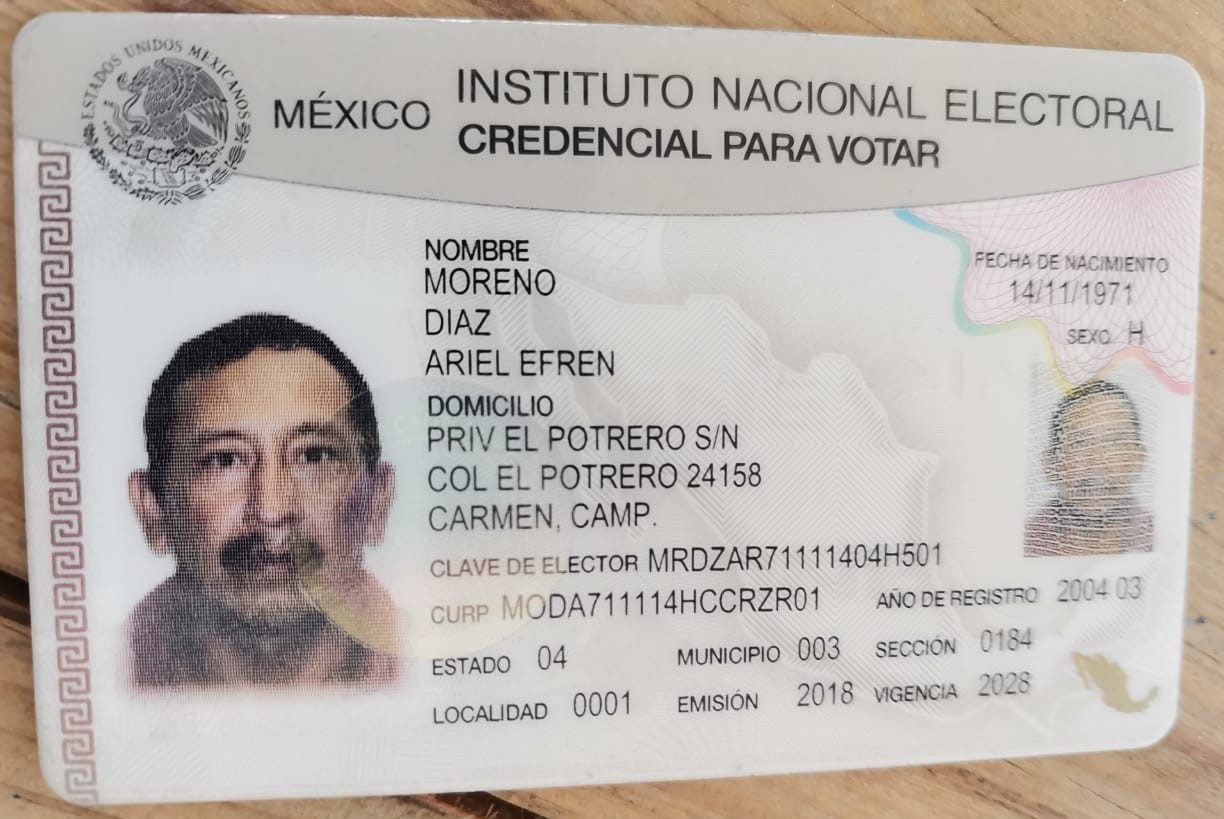 ESTADOS UNIDOS MEXICANOS
MÉXICO
INSTITUTO NACIONAL ELECTORAL
CREDENCIAL PARA VOTAR
NOMBRE
MORENO
DIAZ
ARIEL EFREN
FECHA DE NACIMIENTO
14/11/1971
SEXO H
DOMICILIO
PRIV EL POTRERO S/N
COL EL POTRERO 24158
CARMEN, CAMP.
CLAVE DE ELECTOR MRDZAR71111404H501
CURP MODA711114HCCRZR01 AÑO DE REGISTRO 2004 03
ESTADO 04 MUNICIPIO 003 SECCIÓN 0184
LOCALIDAD 0001 EMISIÓN 2018 VIGENCIA 2028